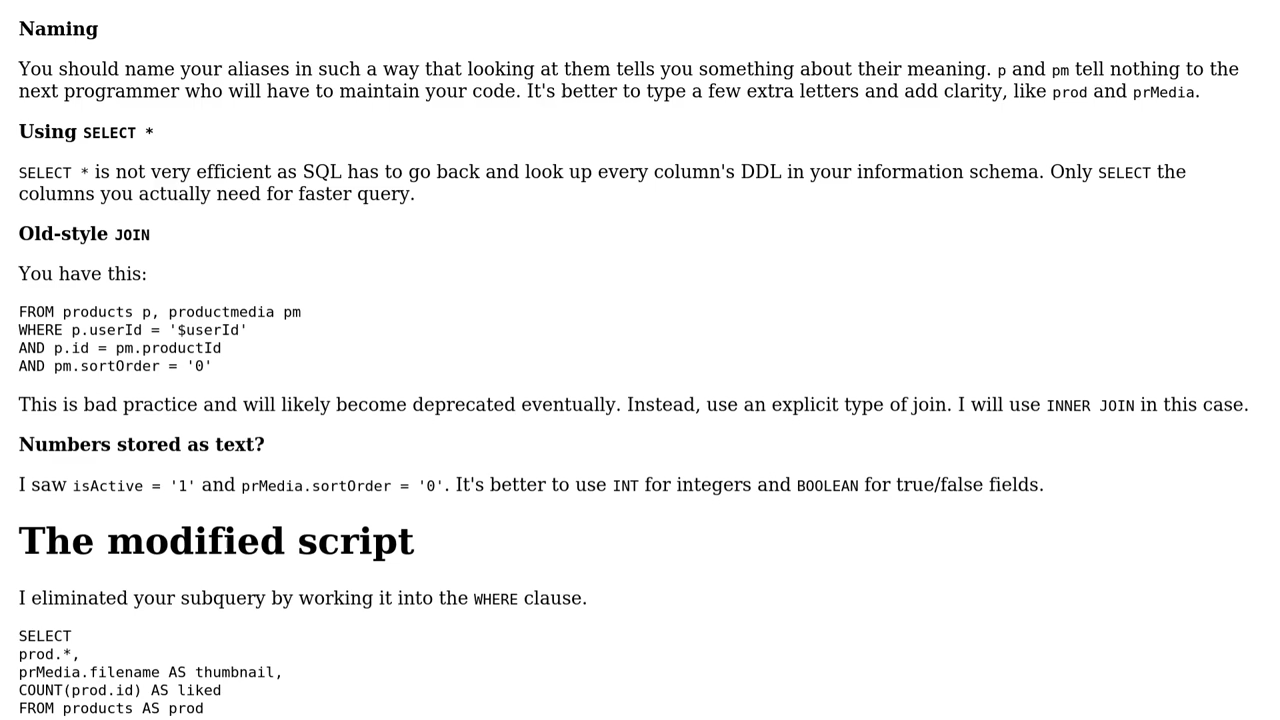 Naming
You should name your aliases in such a way that looking at them tells you something about their meaning. p and pm tell nothing to the
next programmer who will have to maintain your code. It's better to type a few extra letters and add clarity, like prod and prMedia.
Using SELECT *
SELECT * is not very efficient as SQL has to go back and look up every column's DDL in your information schema. Only SELECT the
columns you actually need for faster query.
Old-style JOIN
You have this:
FROM products p, productmedia pm
WHERE p.userId = '$userId'
AND p.id = pm.productId
AND pm.sortOrder = '0'
This is bad practice and will likely become deprecated eventually. Instead, use an explicit type of join. I will use INNER JOIN in this case.
Numbers stored as text?
I saw isActive = '1' and prMedia.sortOrder = '0'. It's better to use INT for integers and BOOLEAN for true/false fields.
The modified script
I eliminated your subquery by working it into the WHERE clause.
SELECT
prod.*,
prMedia.filename AS thumbnail,
COUNT(prod.id) AS liked
FROM products AS prod